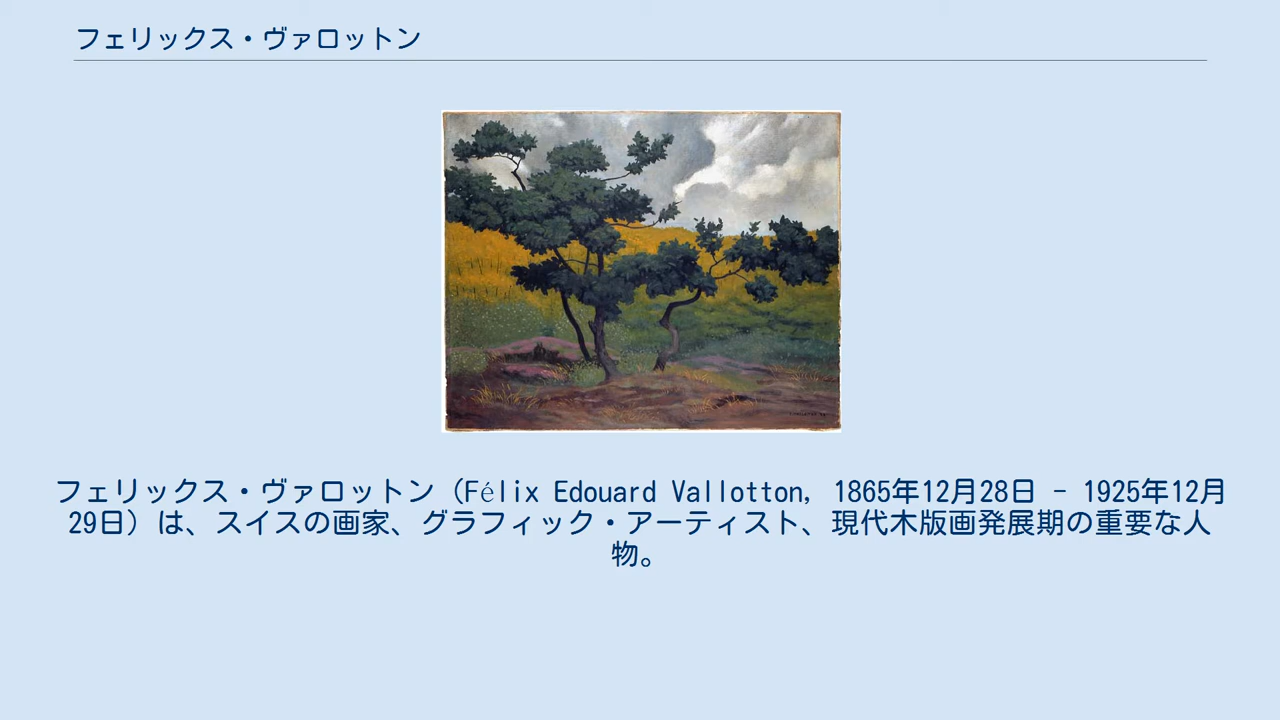 フェリックス・ヴァロットン
フェリックス・ヴァロットン（Félix Edouard Vallotton, 1865年12月28日 - 1925年12月
29日）は、スイスの画家、グラフィック・アーティスト、現代木版画発展期の重要な人
物。